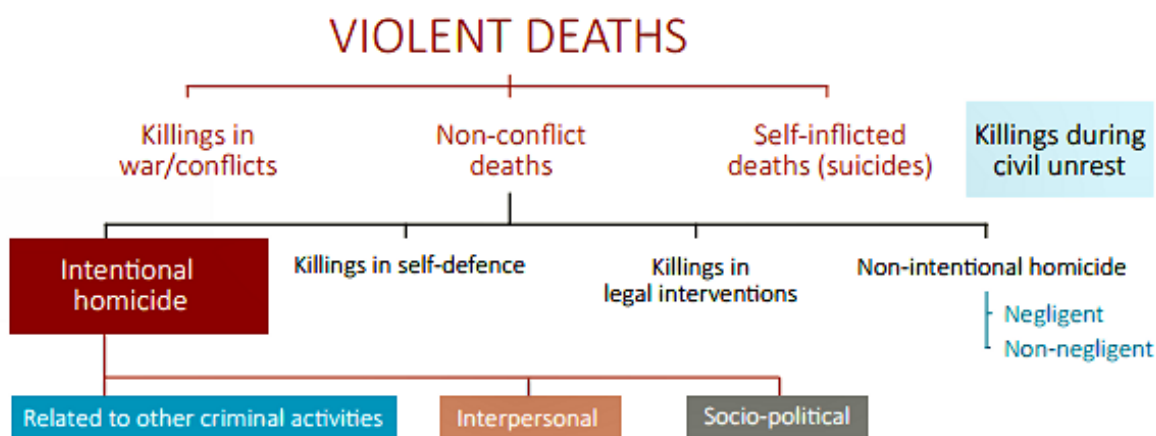 VIOLENT DEATHS
Killings in
war/conflicts
Non-conflict
deaths
Self-inflicted
deaths (suicides)
Killings during
civil unrest
Intentional
homicide
Killings in self-defence
Killings in
legal interventions
Non-intentional homicide
Negligent
Non-negligent
Related to other criminal activities
Interpersonal
Socio-political